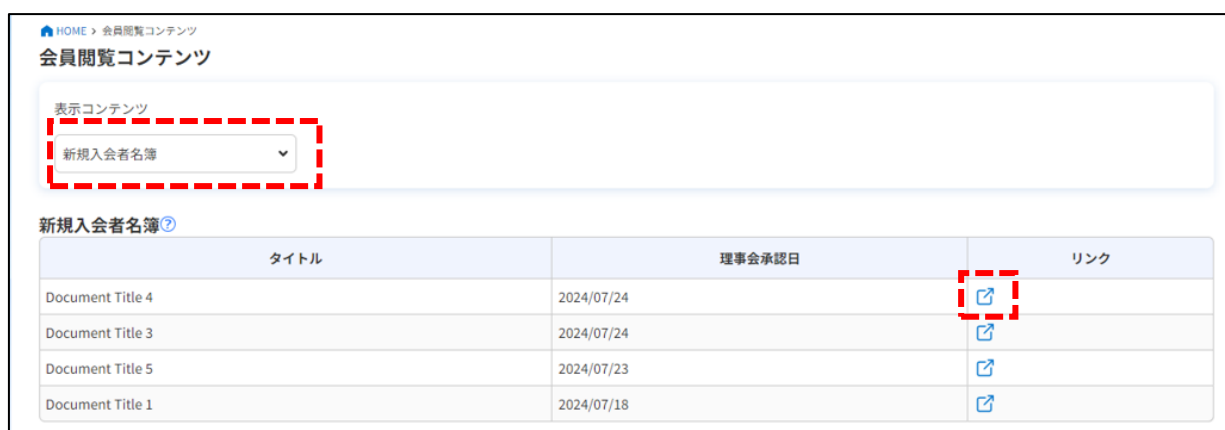 HOME > 会員閲覧コンテンツ
会員閲覧コンテンツ
表示コンテンツ
新規入会者名簿
新規入会者名簿?
タイトル 理事会承認日 リンク
Document Title 4 2024/07/24
Document Title 3 2024/07/24
Document Title 5 2024/07/23
Document Title 1 2024/07/18